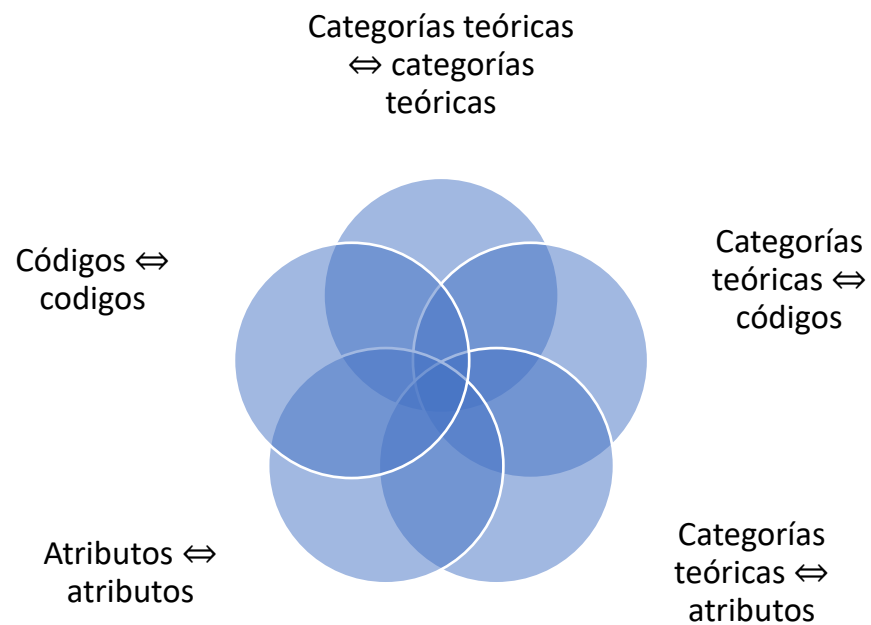 Categorías teóricas
⇔ categorías
teóricas
Categorías
teóricas ⇔
códigos
Categorías
teóricas ⇔
atributos
Atributos ⇔
atributos
Códigos ⇔
codigos